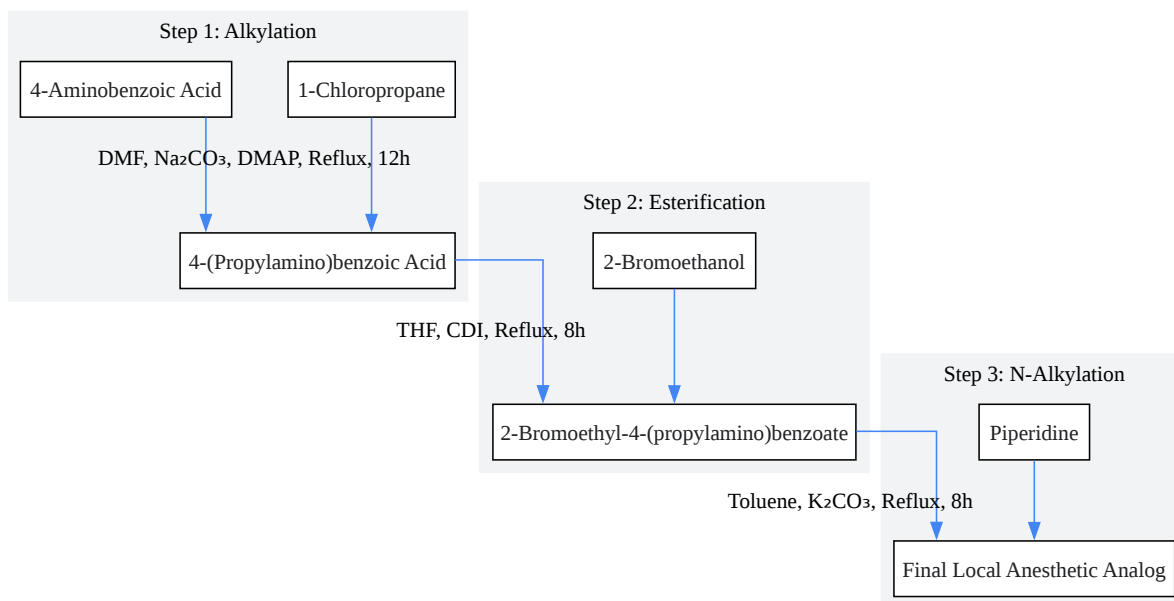 Step 1: Alkylation
4-Aminobenzoic Acid
1-Chloropropane
DMF, Na₂CO₃, DMAP, Reflux, 12h
4-(Propylamino)benzoic Acid
Step 2: Esterification
2-Bromoethanol
THF, CDI, Reflux, 8h
2-Bromoethyl-4-(propylamino)benzoate
Step 3: N-Alkylation
Piperidine
Toluene, K₂CO₃, Reflux, 8h
Final Local Anesthetic Analog